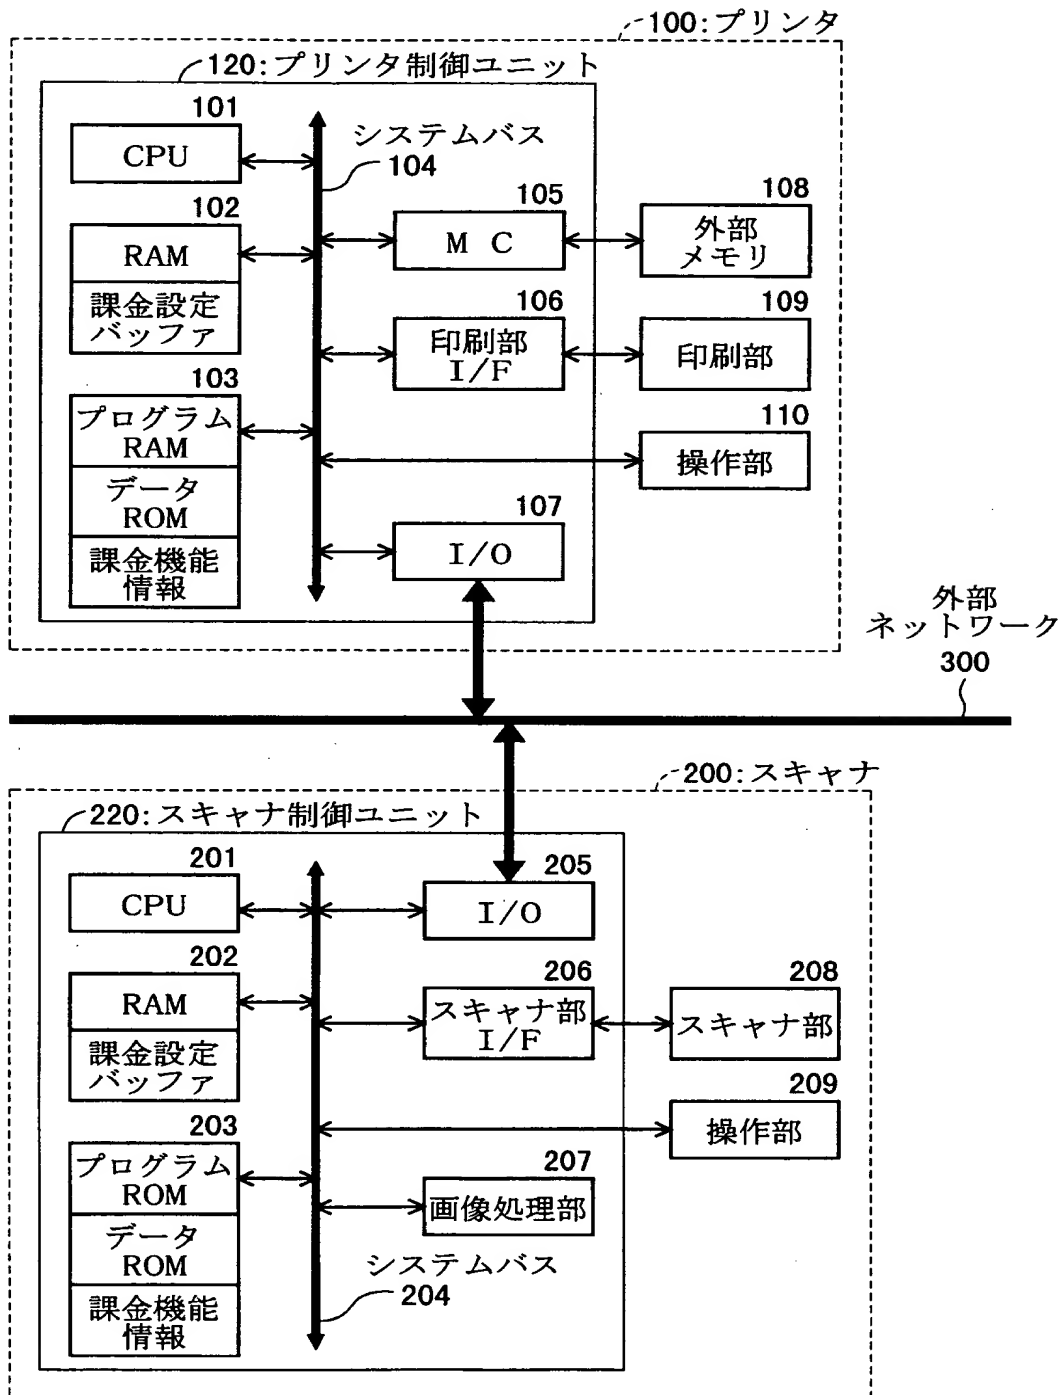 100:プリンタ
120:プリンタ制御ユニット
101
CPU
システムバス
104
102
RAM
課金設定
バッファ
105
M C
108
外部
メモリ
106
印刷部
I/F
109
印刷部
103
プログラム
RAM
データ
ROM
課金機能
情報
110
操作部
107
I/O
外部
ネットワーク
300
200:スキャナ
220:スキャナ制御ユニット
201
CPU
205
I/O
202
RAM
課金設定
バッファ
206
スキャナ部
I/F
208
スキャナ部
209
操作部
203
プログラム
ROM
データ
ROM
課金機能
情報
207
画像処理部
システムバス
204